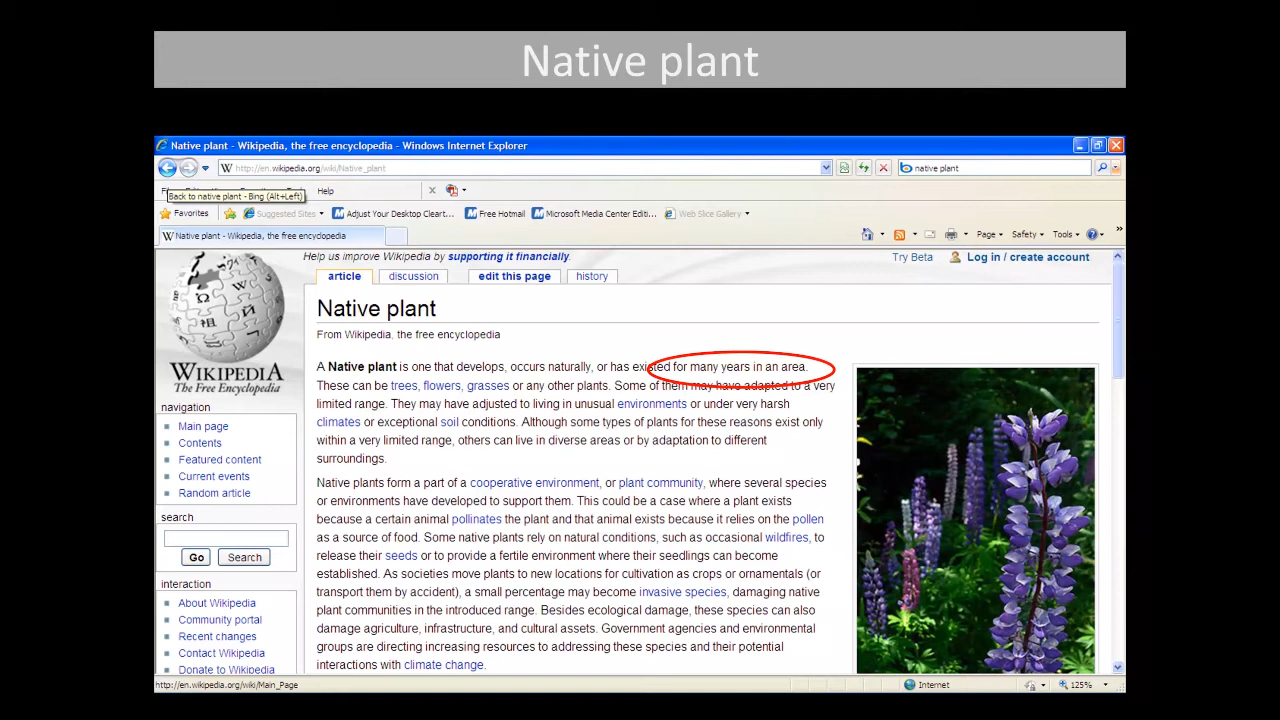 Native plant
Native plant - Wikipedia, the free encyclopedia - Windows Internet Explorer
http://en.wikipedia.org/wiki/Native_plant
native plant
Help
Back to native plant - Bing (Alt+Left)
Favorites
Suggested Sites
Adjust Your Desktop Cleart...
Free Hotmail
Microsoft Media Center Editi...
Web Slice Gallery
Native plant - Wikipedia, the free encyclopedia
Page
Safety
Tools
Help us improve Wikipedia by supporting it financially.
Try Beta
Log in / create account
article
discussion
edit this page
history
WIKIPEDIA
The Free Encyclopedia
navigation
Main page
Contents
Featured content
Current events
Random article
search
Go
Search
interaction
About Wikipedia
Community portal
Recent changes
Contact Wikipedia
Donate to Wikipedia
Native plant
From Wikipedia, the free encyclopedia
A Native plant is one that develops, occurs naturally, or has existed for many years in an area.
These can be trees, flowers, grasses or any other plants. Some of them may have adapted to a very
limited range. They may have adjusted to living in unusual environments or under very harsh
climates or exceptional soil conditions. Although some types of plants for these reasons exist only
within a very limited range, others can live in diverse areas or by adaptation to different
surroundings.
Native plants form a part of a cooperative environment, or plant community, where several species
or environments have developed to support them. This could be a case where a plant exists
because a certain animal pollinates the plant and that animal exists because it relies on the pollen
as a source of food. Some native plants rely on natural conditions, such as occasional wildfires, to
release their seeds or to provide a fertile environment where their seedlings can become
established. As societies move plants to new locations for cultivation as crops or ornamentals (or
transport them by accident), a small percentage may become invasive species, damaging native
plant communities in the introduced range. Besides ecological damage, these species can also
damage agriculture, infrastructure, and cultural assets. Government agencies and environmental
groups are directing increasing resources to addressing these species and their potential
interactions with climate change.
http://en.wikipedia.org/wiki/Main_Page
Internet
125%